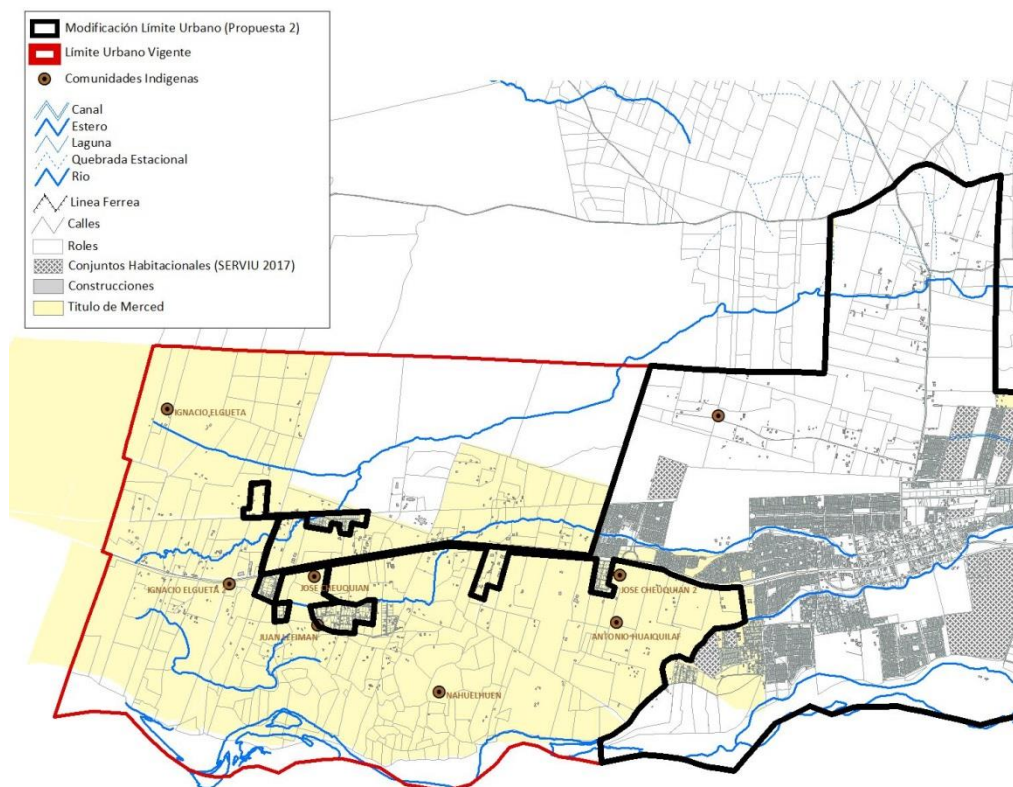 Modificación Límite Urbano (Propuesta 2)
Límite Urbano Vigente
Comunidades Indigenas
Canal
Estero
Laguna
Quebrada Estacional
Rio
Linea Ferrea
Calles
Roles
Conjuntos Habitacionales (SERVIU 2017)
Construcciones
Titulo de Merced
IGNACIO ELGUETA
IGNACIO ELGUETA 2
JOSE CHEUQUIAN
JOSE CHEUQUIAN 2
JUAN LEFIMAN
ANTONIO HUAIQUILAF
NAHUELHUEN